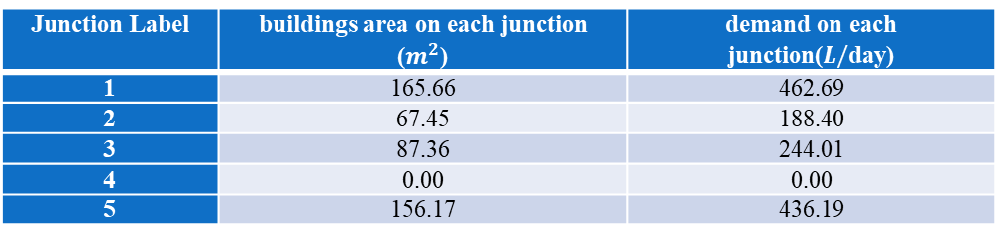 Junction Label buildings area on each junction demand on each
(m²) junction(L/day)
1 165.66 462.69
2 67.45 188.40
3 87.36 244.01
4 0.00 0.00
5 156.17 436.19